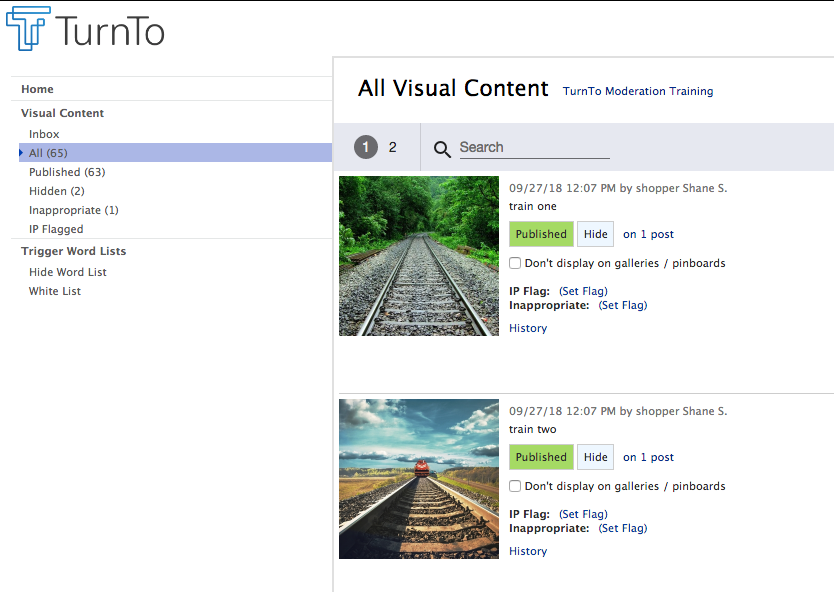 TurnTo
Home
Visual Content
Inbox
All (65)
Published (63)
Hidden (2)
Inappropriate (1)
IP Flagged
Trigger Word Lists
Hide Word List
White List
All Visual Content TurnTo Moderation Training
1 2 Search
09/27/18 12:07 PM by shopper Shane S.
train one
Published Hide on 1 post
Don't display on galleries / pinboards
IP Flag: (Set Flag)
Inappropriate: (Set Flag)
History
09/27/18 12:07 PM by shopper Shane S.
train two
Published Hide on 1 post
Don't display on galleries / pinboards
IP Flag: (Set Flag)
Inappropriate: (Set Flag)
History